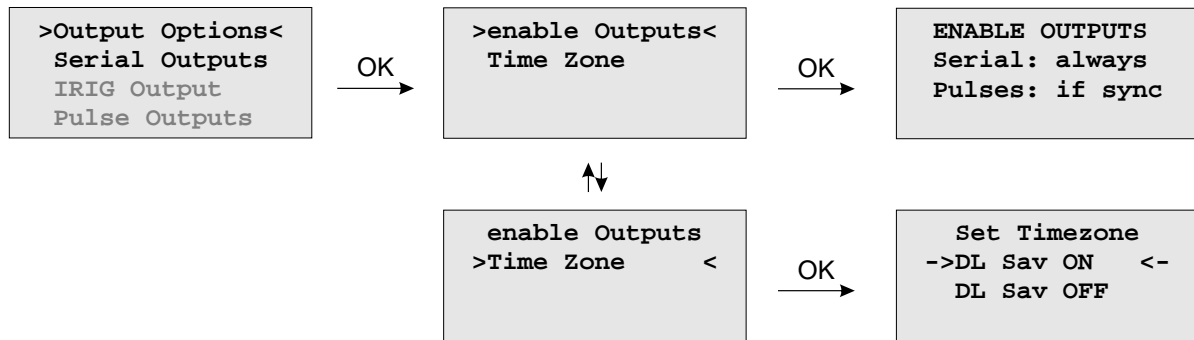 >Output Options<
Serial Outputs
IRIG Output
Pulse Outputs
OK
>enable Outputs<
Time Zone
OK
ENABLE OUTPUTS
Serial: always
Pulses: if sync
enable Outputs
>Time Zone <
OK
Set Timezone
->DL Sav ON <-
DL Sav OFF